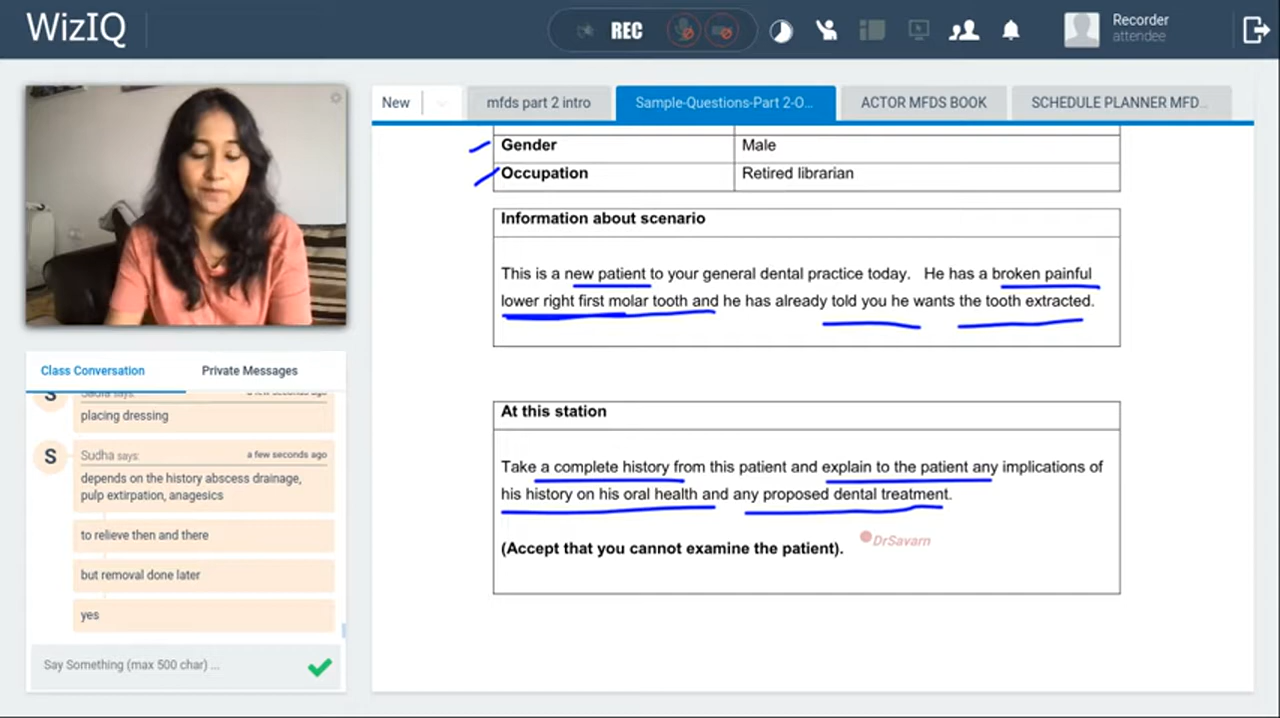 WizIQ
REC
Recorder
attendee
New
mfds part 2 intro
Sample-Questions-Part 2-O...
ACTOR MFDS BOOK
SCHEDULE PLANNER MFD...
Gender Male
Occupation Retired librarian
Information about scenario
This is a new patient to your general dental practice today. He has a broken painful
lower right first molar tooth and he has already told you he wants the tooth extracted.
At this station
Take a complete history from this patient and explain to the patient any implications of
his history on his oral health and any proposed dental treatment.
(Accept that you cannot examine the patient).
DrSavarn
Class Conversation
Private Messages
S
says:
a few seconds ago
placing dressing
S
Sudha says:
a few seconds ago
depends on the history abscess drainage,
pulp extirpation, anagesics
to relieve then and there
but removal done later
yes
Say Something (max 500 char) ...